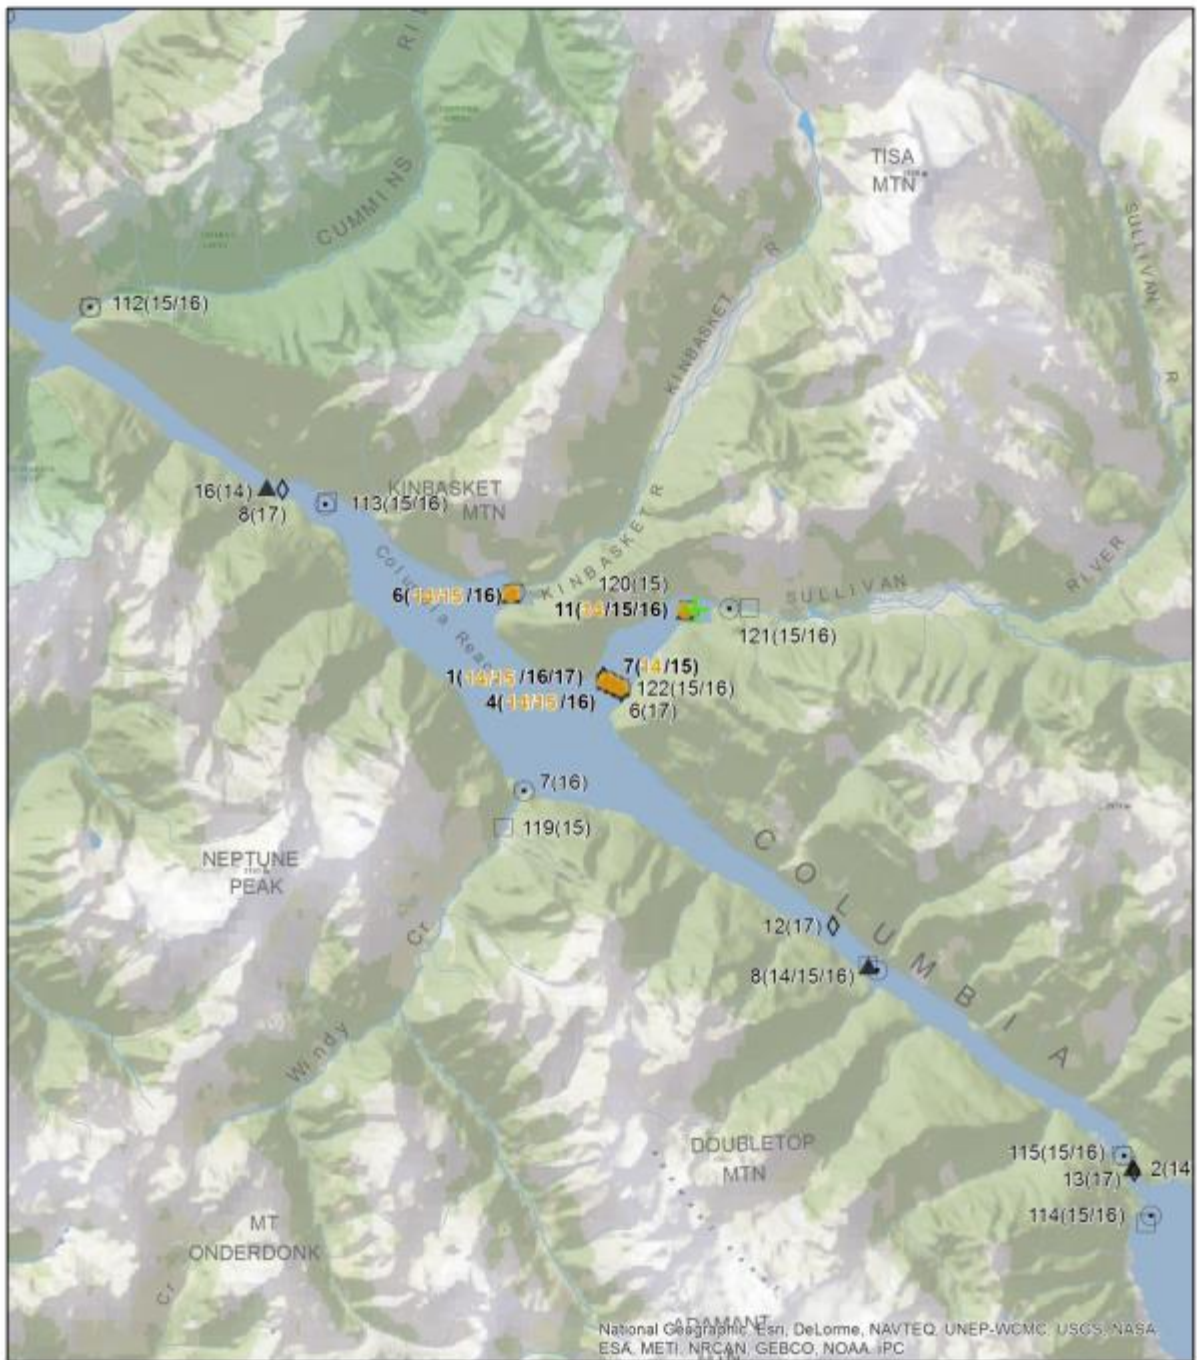 RI
CUMMINS
TISA
MTN
SULLIVAN
R
R
KINBASKET
112(15/16)
16(14)
8(17)
KINBASKET
MTN
113(15/16)
Columbia Reac
KINBASKET R
6(14/15/16)
120(15)
11(14/15/16)
SULLIVAN
RIVER
121(15/16)
1(14/15/16/17)
7(14/15)
4(14/15/16)
122(15/16)
6(17)
7(16)
119(15)
NEPTUNE
PEAK
COLUMBIA
12(17)
8(14/15/16)
Windy Cr
DOUBLETOP
MTN
115(15/16)
13(17)
2(14
114(15/16)
MT
ONDERDONK
Cr
ADAMANT
National Geographic, Esri, DeLorme, NAVTEQ, UNEP-WCMC, USGS, NASA,
ESA, METI, NRCAN, GEBCO, NOAA, iPC